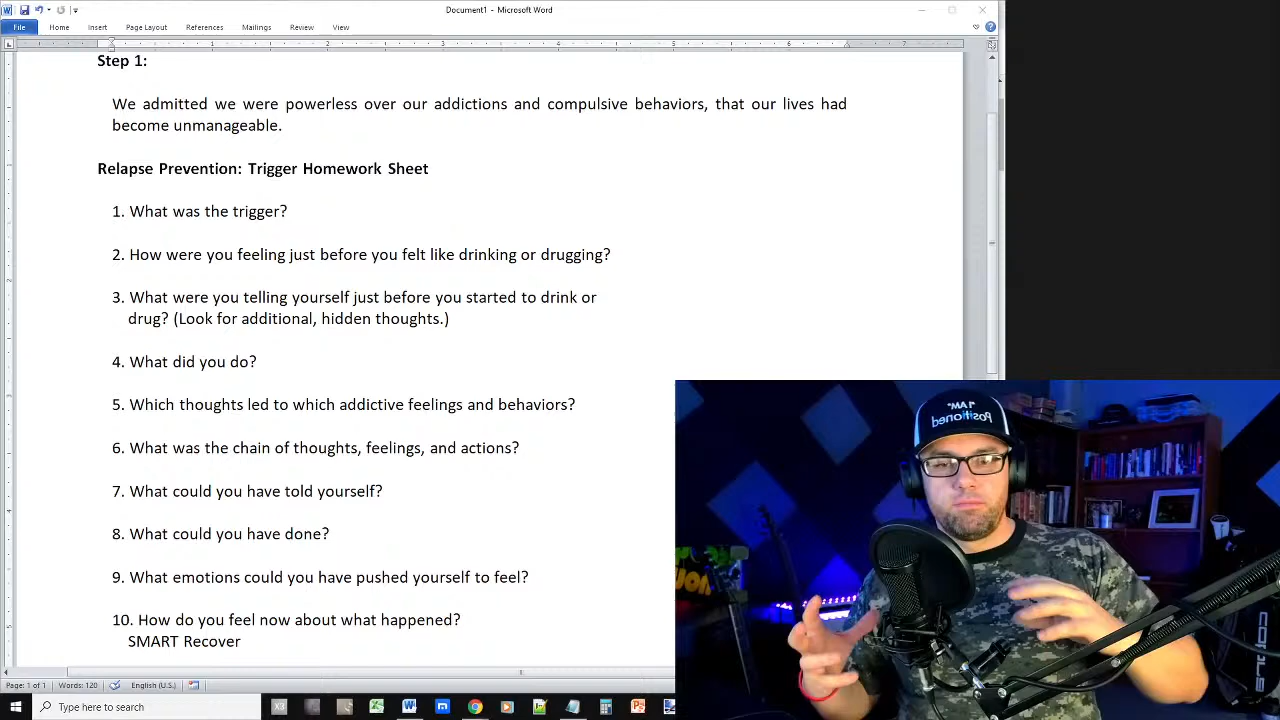 Document1 - Microsoft Word
File Home Insert Page Layout References Mailings Review View
Step 1:
We admitted we were powerless over our addictions and compulsive behaviors, that our lives had
become unmanageable.
Relapse Prevention: Trigger Homework Sheet
1. What was the trigger?
2. How were you feeling just before you felt like drinking or drugging?
3. What were you telling yourself just before you started to drink or
drug? (Look for additional, hidden thoughts.)
4. What did you do?
5. Which thoughts led to which addictive feelings and behaviors?
6. What was the chain of thoughts, feelings, and actions?
7. What could you have told yourself?
8. What could you have done?
9. What emotions could you have pushed yourself to feel?
10. How do you feel now about what happened?
SMART Recover
"I AM"
Positioned
Page: 1 of 1 Words: 120 English (U.S.)
Type here to search